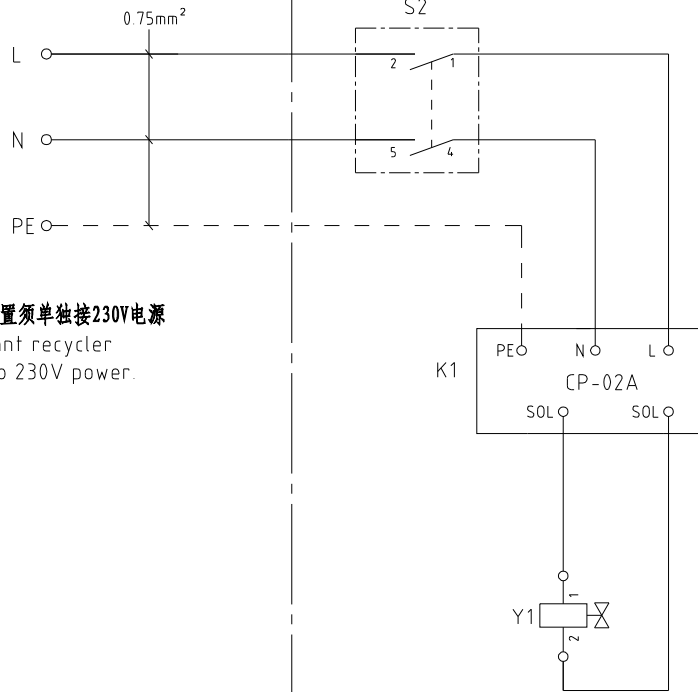 S2
0.75mm²
L
2 1
N
5 4
PE
置须单独接230V电源
nt recycler
230V power.
PE N L
K1
CP-02A
SOL SOL
1
Y1
2